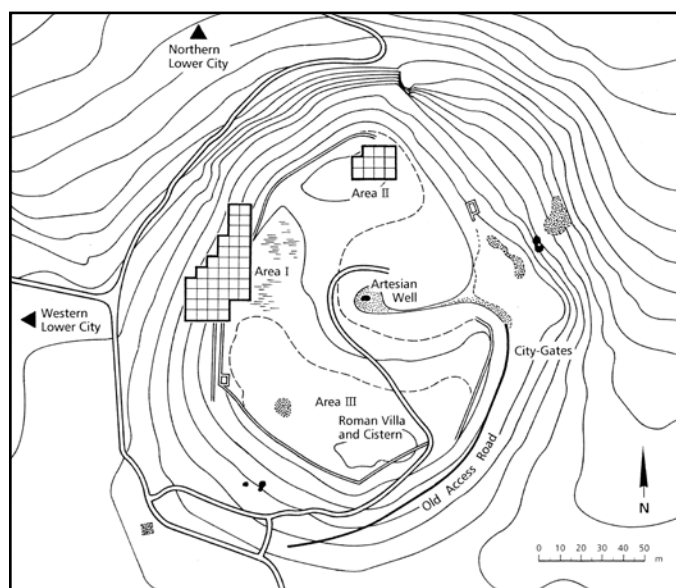 Northern
Lower City
Area II
Area I
Artesian
Well
Western
Lower City
City-Gates
Area III
Roman Villa
and Cistern
Old Access Road
N
0 10 20 30 40 50
m